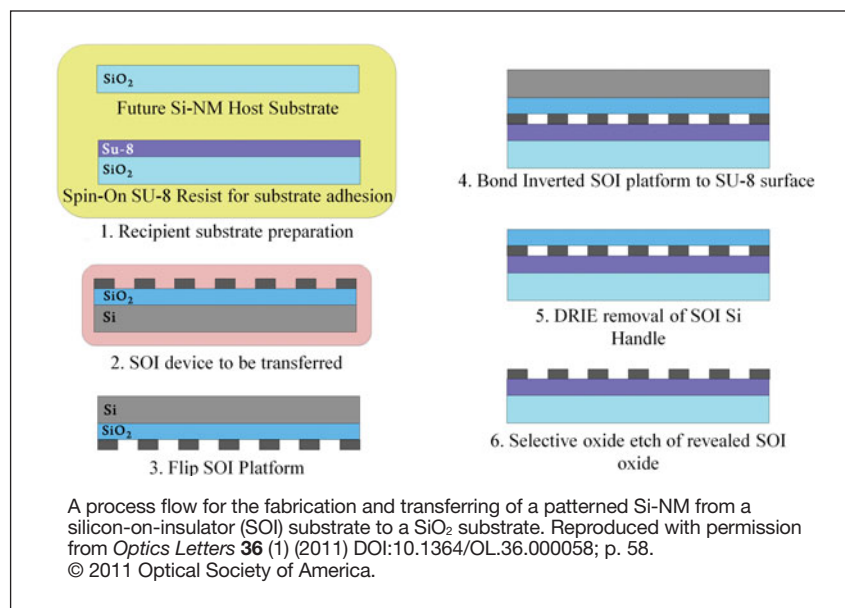 SiO₂
Future Si-NM Host Substrate
Su-8
SiO₂
Spin-On SU-8 Resist for substrate adhesion
1. Recipient substrate preparation
SiO₂
Si
2. SOI device to be transferred
Si
SiO₂
3. Flip SOI Platform
4. Bond Inverted SOI platform to SU-8 surface
5. DRIE removal of SOI Si
Handle
6. Selective oxide etch of revealed SOI
oxide
A process flow for the fabrication and transferring of a patterned Si-NM from a
silicon-on-insulator (SOI) substrate to a SiO₂ substrate. Reproduced with permission
from Optics Letters 36 (1) (2011) DOI:10.1364/OL.36.000058; p. 58.
© 2011 Optical Society of America.